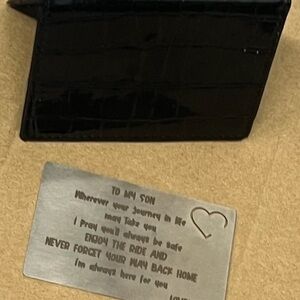 TO MY SON
Wherever your journey in life
may Take you
i Pray you'll always be safe
ENJOY THE RIDE AND
NEVER FORGET YOUR WAY BACK HOME
i'm always here for you